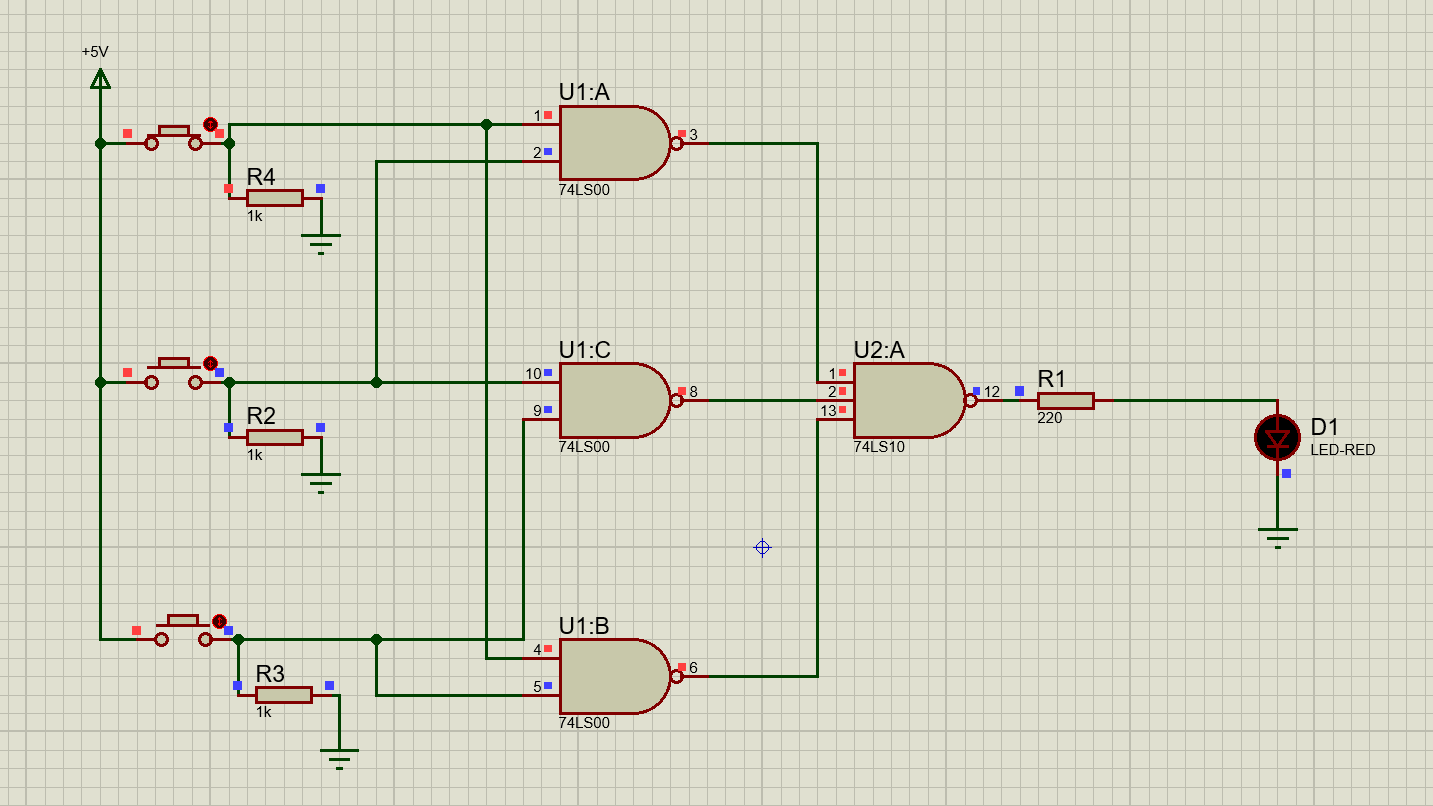 +5V
U1:A
1
2
3
74LS00
R4
1k
U1:C
10
9
8
74LS00
U2:A
1
2
13
12
74LS10
R1
220
D1
LED-RED
R2
1k
U1:B
4
5
6
74LS00
R3
1k